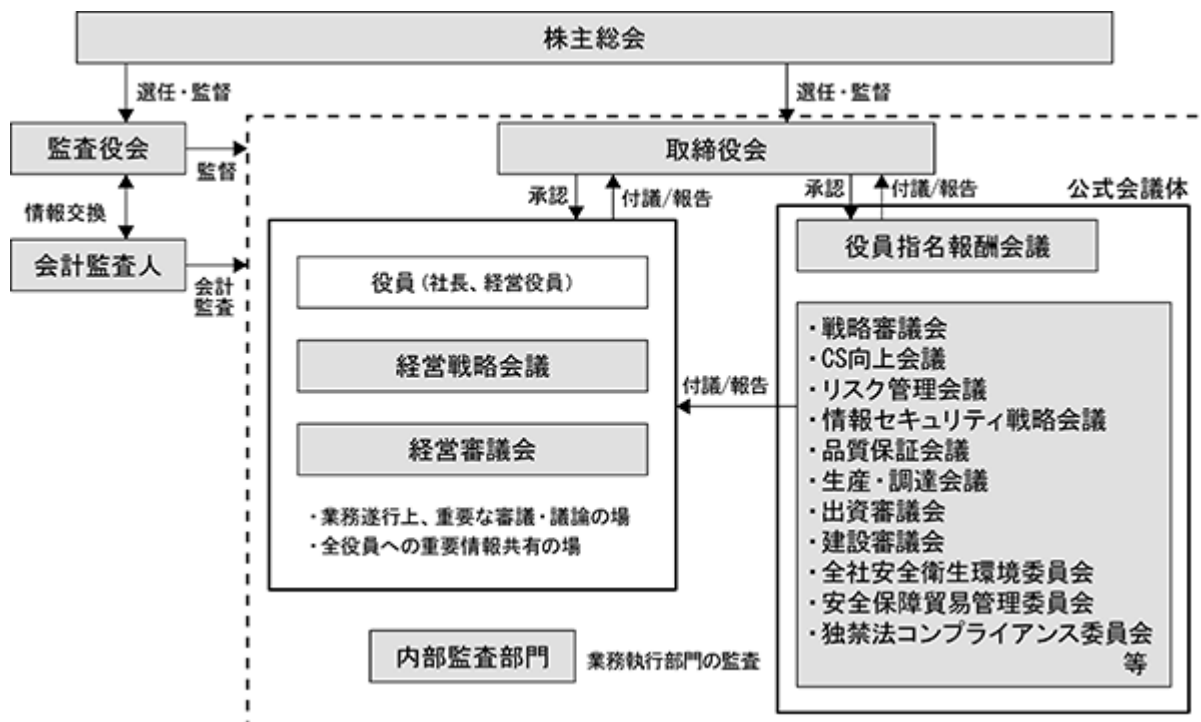 株主総会
選任・監督
選任・監督
監査役会
監督
取締役会
情報交換
承認
付議/報告
承認
付議/報告
公式会議体
会計監査人
会計
監査
役員(社長、経営役員)
経営戦略会議
経営審議会
・業務遂行上、重要な審議・議論の場
・全役員への重要情報共有の場
付議/報告
役員指名報酬会議
・戦略審議会
・CS向上会議
・リスク管理会議
・情報セキュリティ戦略会議
・品質保証会議
・生産・調達会議
・出資審議会
・建設審議会
・全社安全衛生環境委員会
・安全保障貿易管理委員会
・独禁法コンプライアンス委員会
等
内部監査部門
業務執行部門の監査